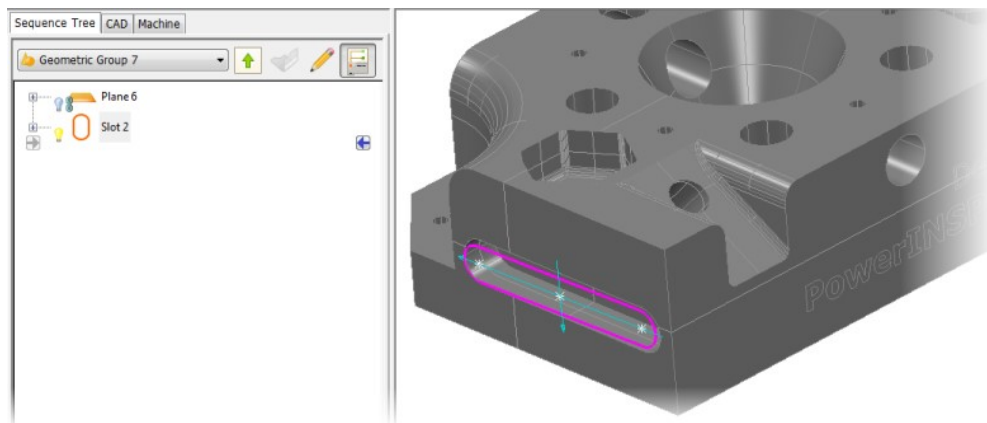 Sequence Tree CAD Machine
Geometric Group 7
Plane 6
Slot 2
PowerINSP